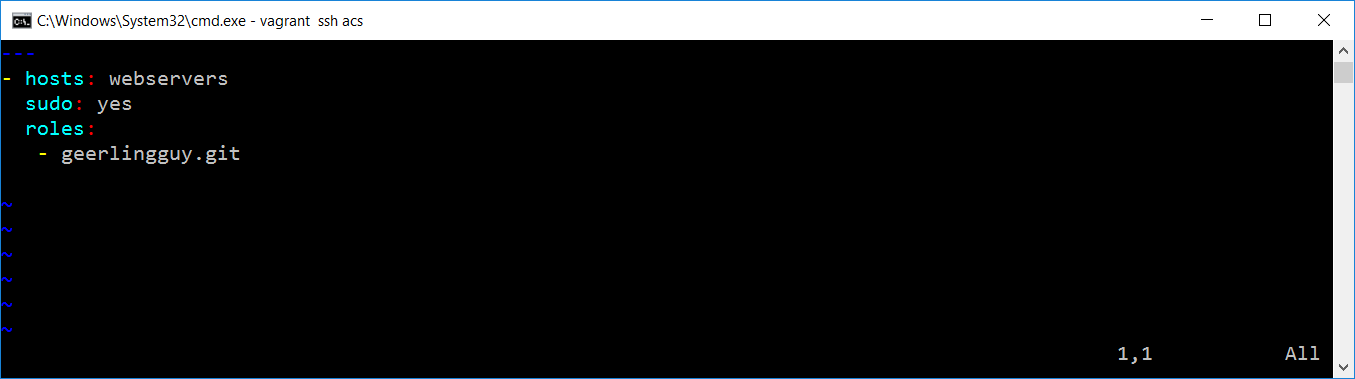 C:\Windows\System32\cmd.exe - vagrant  ssh acs
---
- hosts: webservers
  sudo: yes
  roles:
   - geerlingguy.git

~
~
~
~
~
~
1,1           All